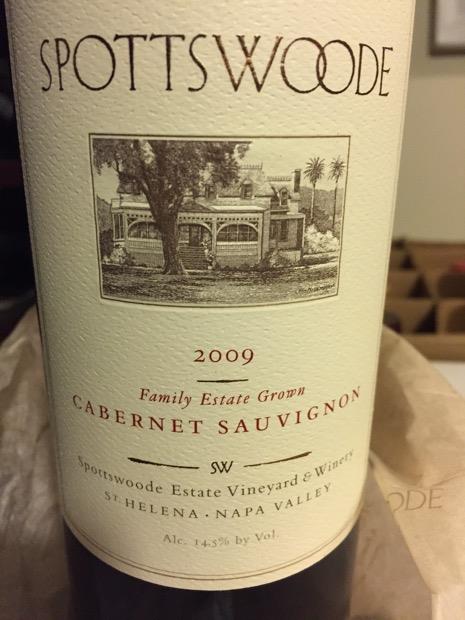 SPOTTSWOODE
2009
Family Estate Grown
CABERNET SAUVIGNON
SW
Spottswoode Estate Vineyard & Winery
ST. HELENA · NAPA VALLEY
Alc. 14.5% by Vol.
ODE